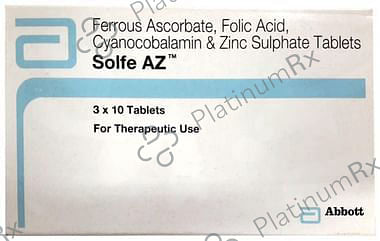 Ferrous Ascorbate, Folic Acid,
Cyanocobalamin & Zinc Sulphate Tablets
Solfe AZ™
3 x 10 Tablets
For Therapeutic Use
Abbott
PlatinumRx
PlatinumRx
PlatinumRx